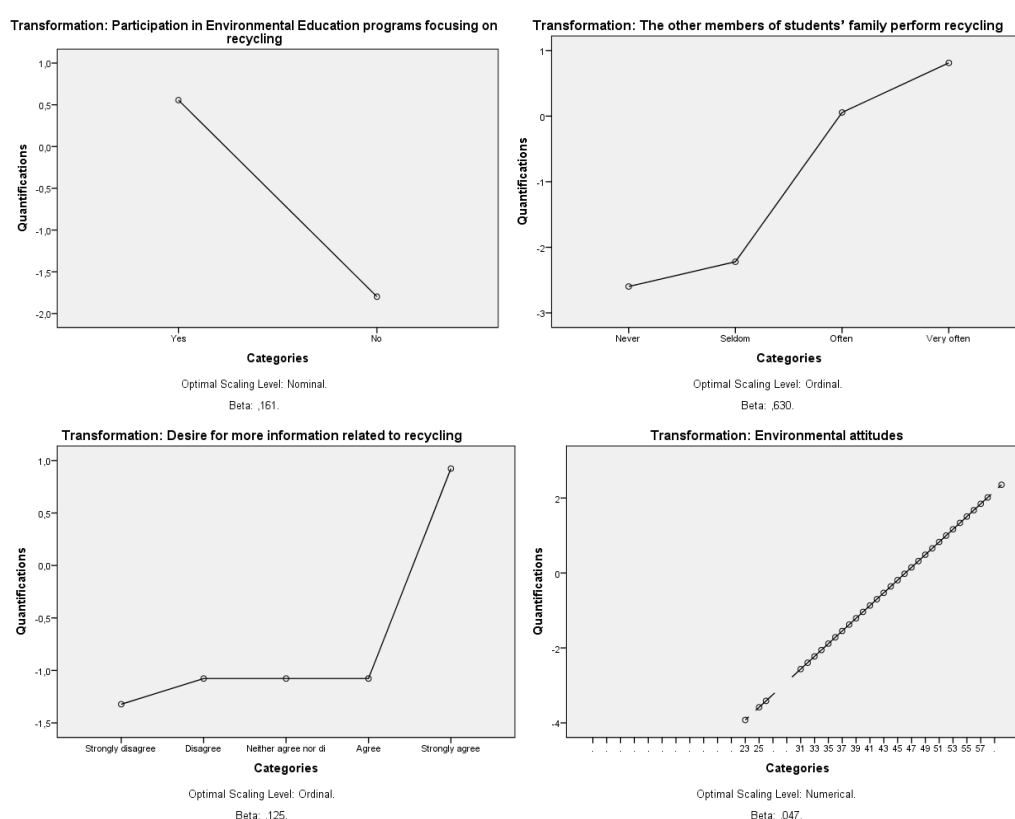 Transformation: Participation in Environmental Education programs focusing on
recycling
1,0
0,5
0,0
-0,5
-1,0
-1,5
-2,0
Quantifications
Yes No
Categories
Optimal Scaling Level: Nominal.
Beta: ,161.
Transformation: The other members of students' family perform recycling
1
0
-1
-2
-3
Quantifications
Never Seldom Often Very often
Categories
Optimal Scaling Level: Ordinal.
Beta: ,630.
Transformation: Desire for more information related to recycling
1,0
0,5
0,0
-0,5
-1,0
-1,5
Quantifications
Strongly disagree Disagree Neither agree nor di Agree Strongly agree
Categories
Optimal Scaling Level: Ordinal.
Beta: ,125.
Transformation: Environmental attitudes
2
0
-2
-4
Quantifications
. . . . . . . . . . . 23 25 . . 31 33 35 37 39 41 43 45 47 49 51 53 55 57 .
Categories
Optimal Scaling Level: Numerical.
Beta: ,047.